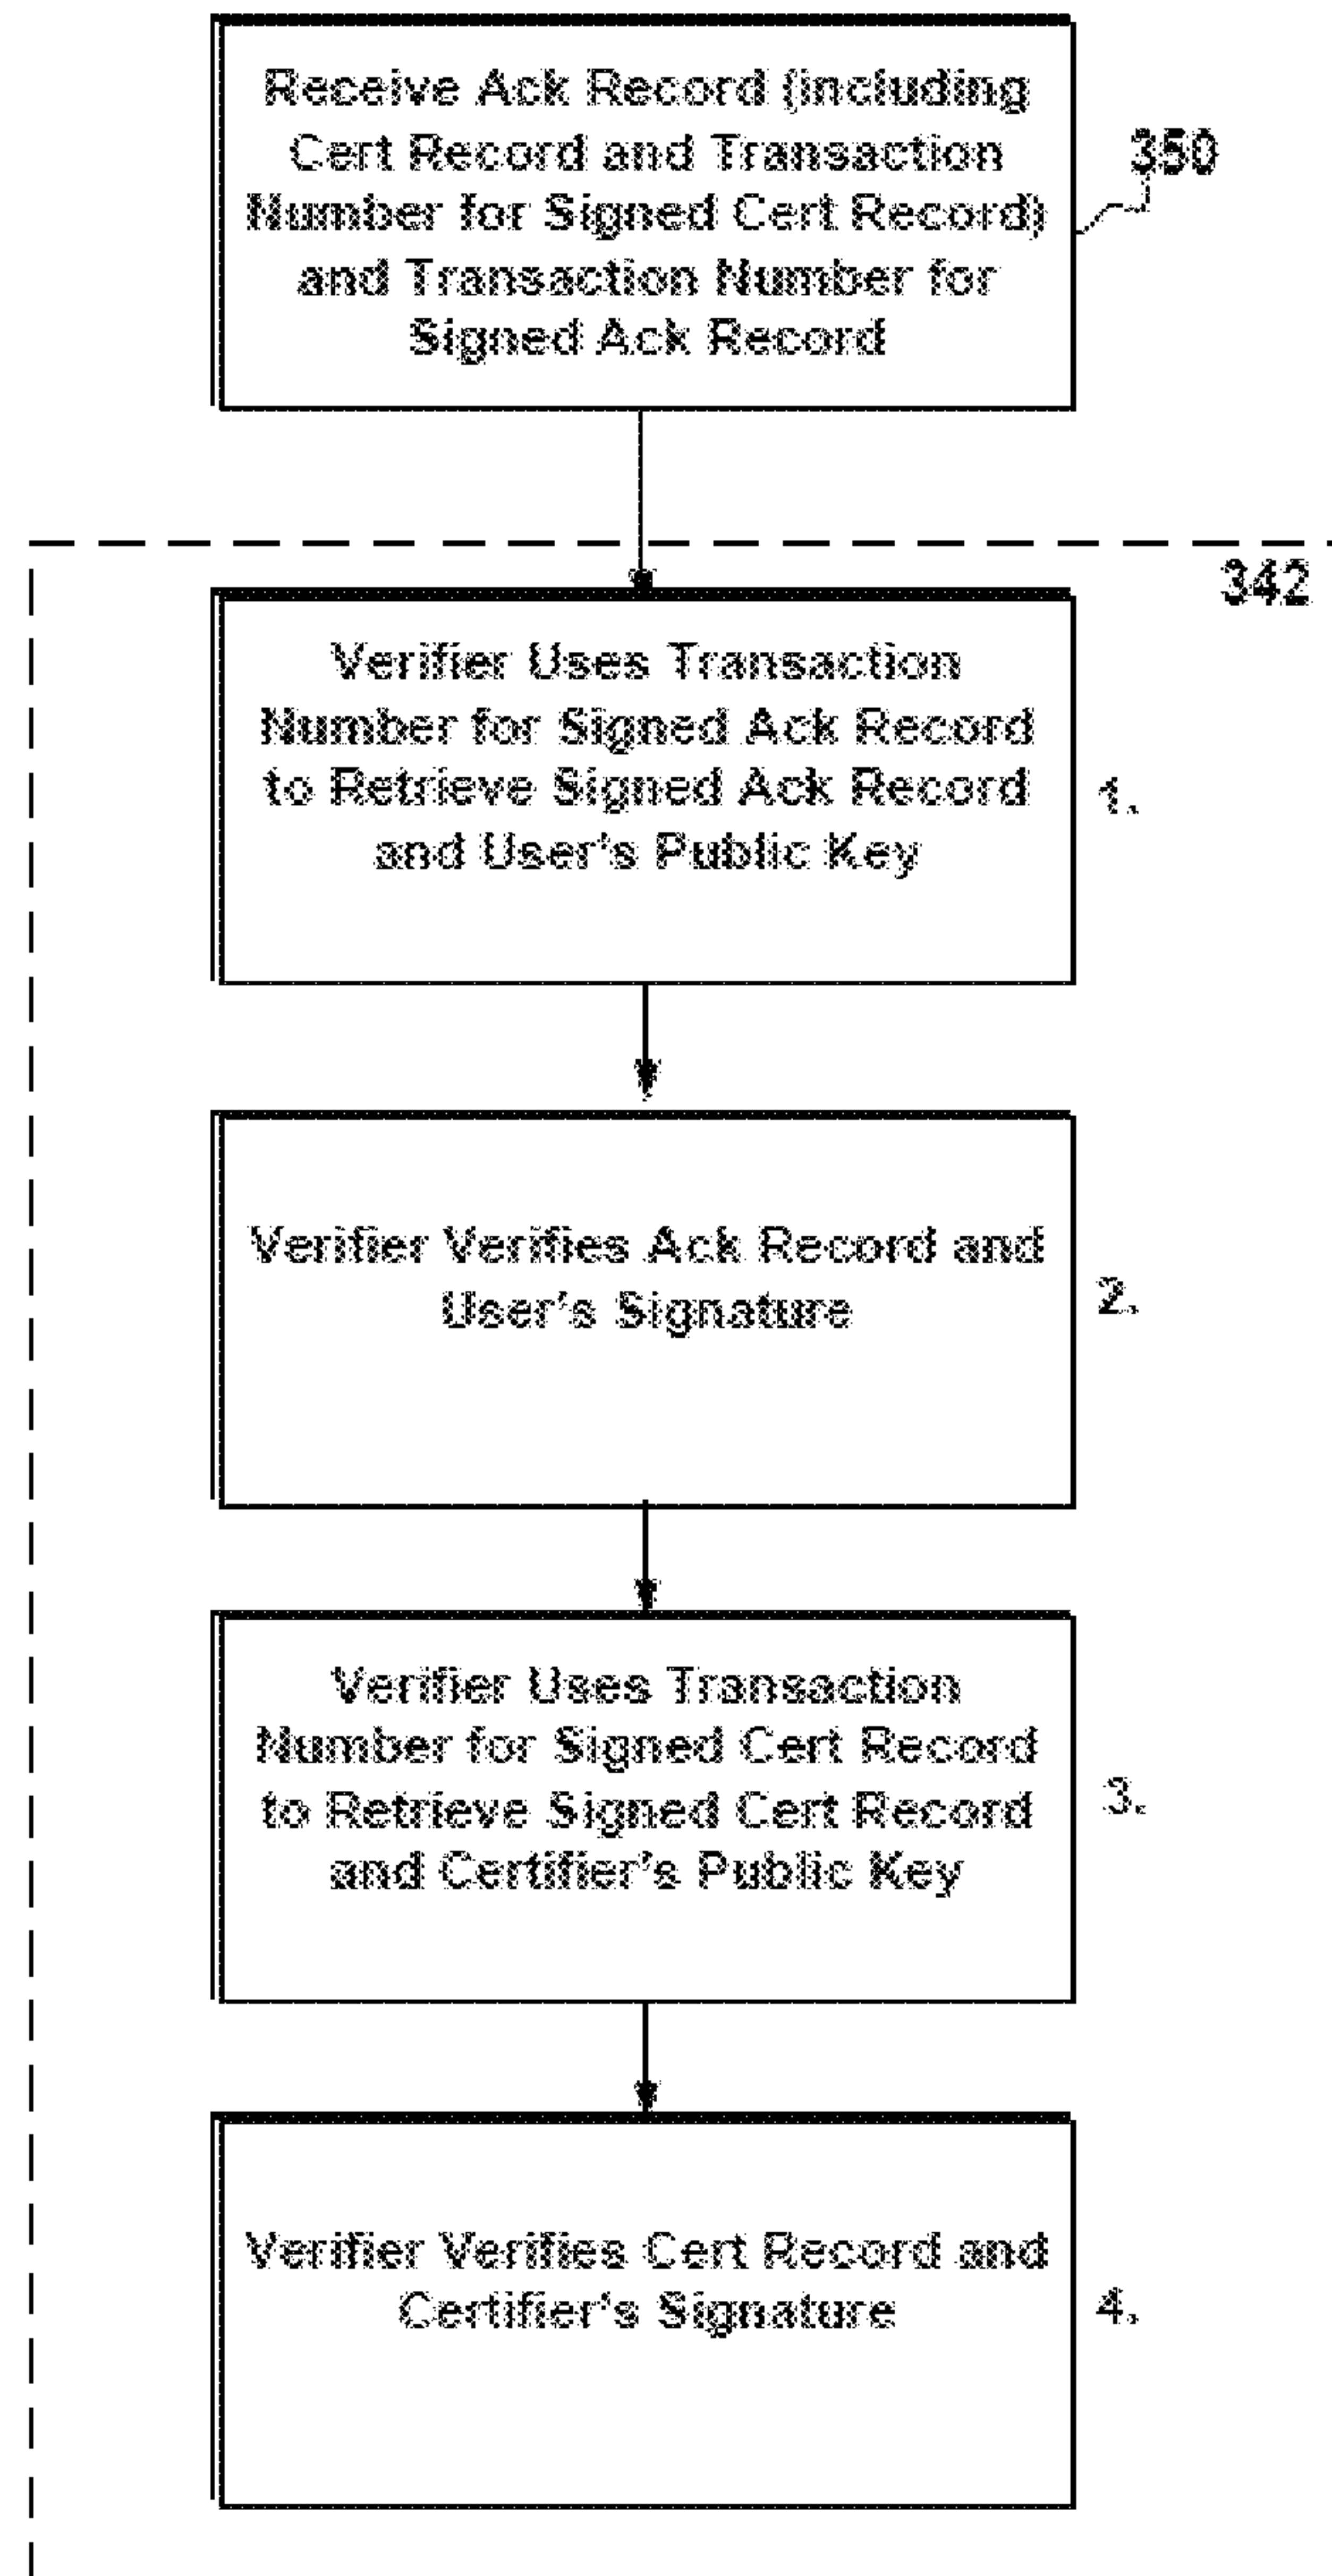 Receive Ack Record (including
Cert Record and Transaction
Number for Signed Cert Record)
and Transaction Number for
Signed Ack Record
350
342
Verifier Uses Transaction
Number for Signed Ack Record
to Retrieve Signed Ack Record
and User's Public Key
1.
Verifier Verifies Ack Record and
User's Signature
2.
Verifier Uses Transaction
Number for Signed Cert Record
to Retrieve Signed Cert Record
and Certifier's Public Key
3.
Verifier Verifies Cert Record and
Certifier's Signature
4.